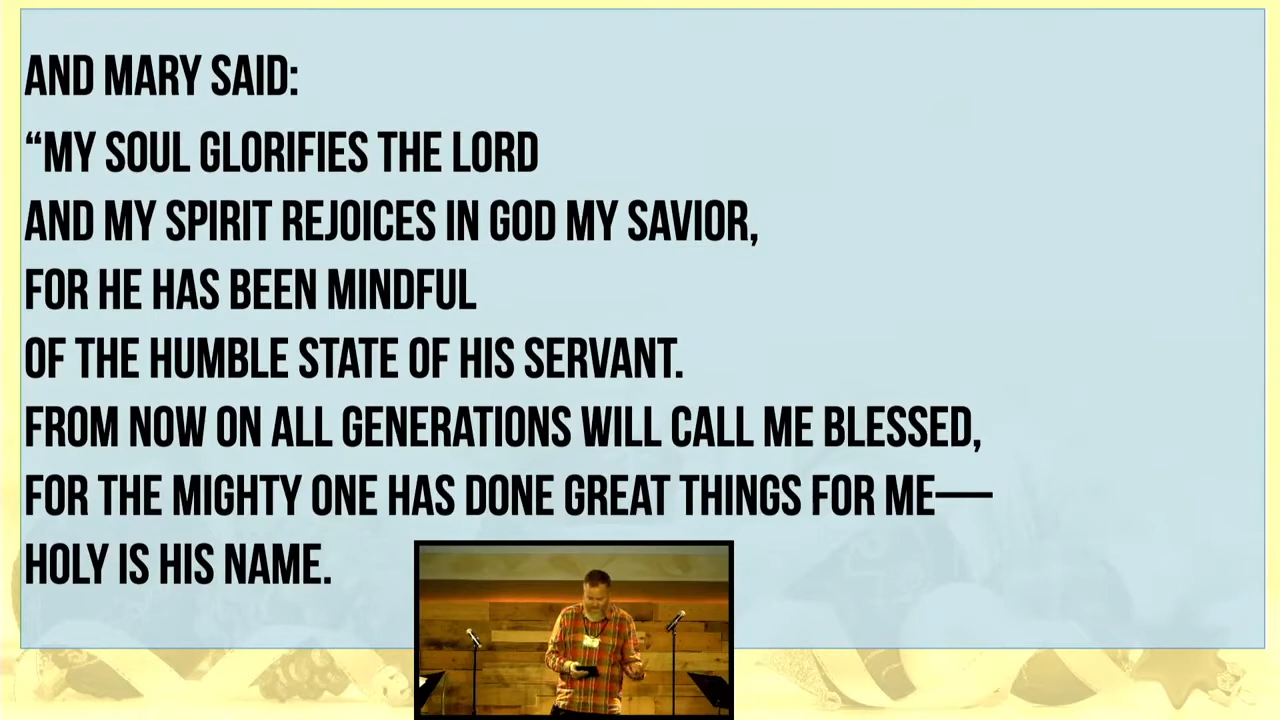 AND MARY SAID:
“MY SOUL GLORIFIES THE LORD
AND MY SPIRIT REJOICES IN GOD MY SAVIOR,
FOR HE HAS BEEN MINDFUL
OF THE HUMBLE STATE OF HIS SERVANT.
FROM NOW ON ALL GENERATIONS WILL CALL ME BLESSED,
FOR THE MIGHTY ONE HAS DONE GREAT THINGS FOR ME—
HOLY IS HIS NAME.